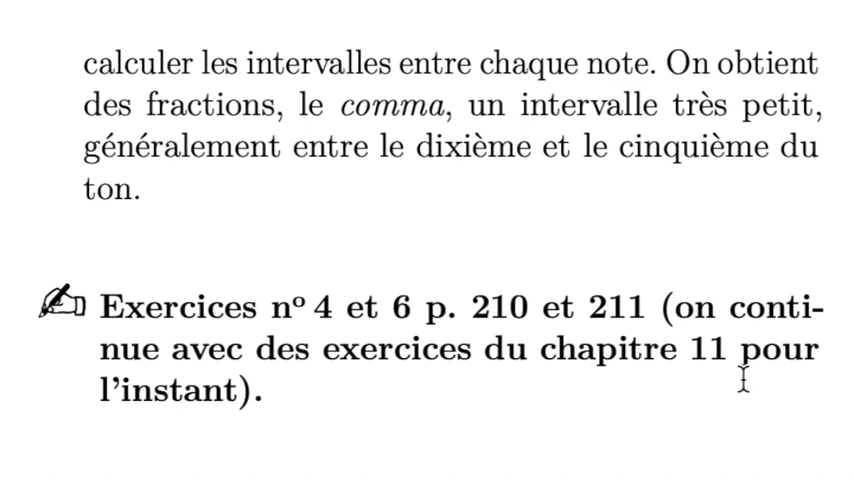 calculer les intervalles entre chaque note. On obtient
des fractions, le comma, un intervalle très petit,
généralement entre le dixième et le cinquième du
ton.
Exercices nº 4 et 6 p. 210 et 211 (on conti-
nue avec des exercices du chapitre 11 pour
l’instant).